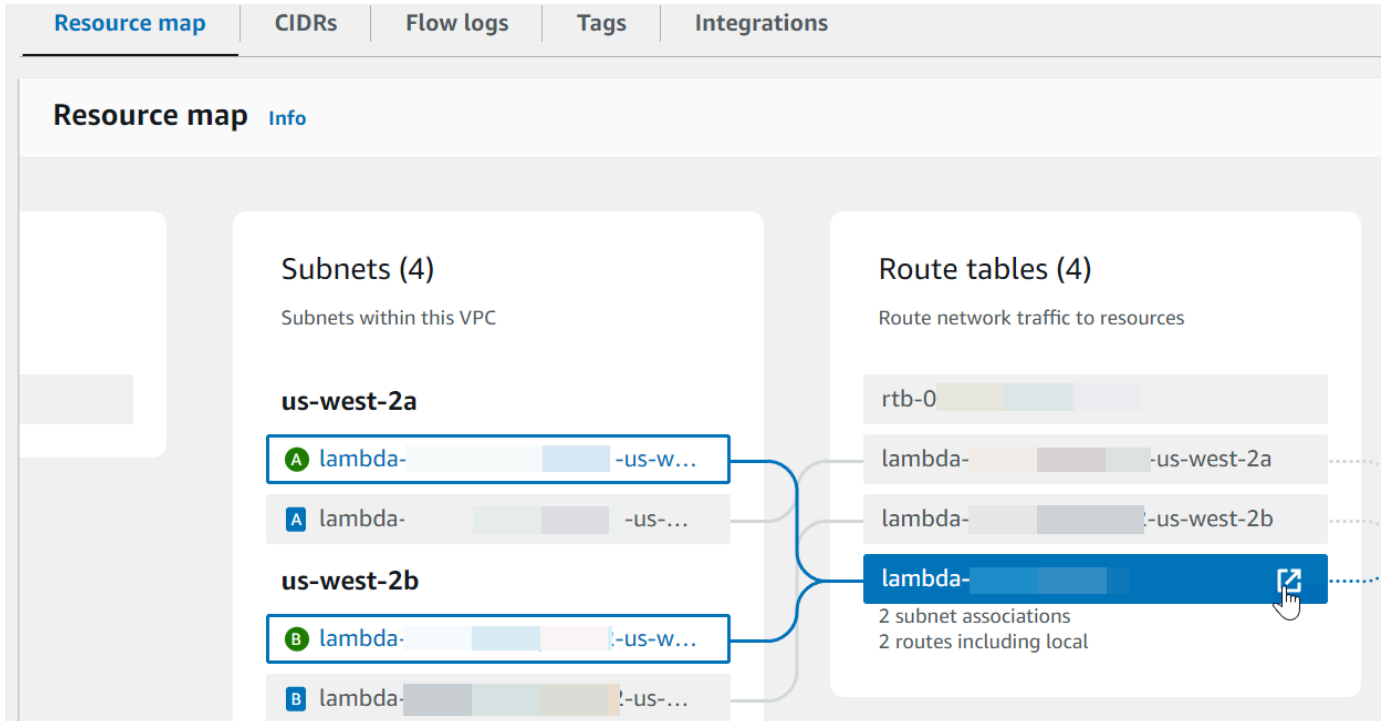 Resource map CIDRs Flow logs Tags Integrations
Resource map Info
Subnets (4)
Subnets within this VPC
us-west-2a
A lambda- -us-w...
A lambda- -us-...
us-west-2b
B lambda- -us-w...
B lambda- -us-...
Route tables (4)
Route network traffic to resources
rtb-0
lambda- -us-west-2a
lambda- -us-west-2b
lambda-
2 subnet associations
2 routes including local